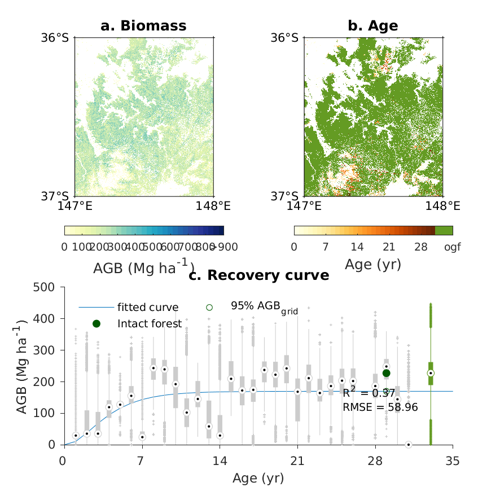 a. Biomass
b. Age
36°S
36°S
37°S
37°S
147°E
148°E
147°E
148°E
0 100 200 300 400 500 600 700 800 >900
0 7 14 21 28 ogf
AGB (Mg ha-1)
Age (yr)
c. Recovery curve
500
400
300
200
100
0
AGB (Mg ha-1)
fitted curve
95% AGBgrid
Intact forest
R2 = 0.37
RMSE = 58.96
0 7 14 21 28 35
Age (yr)